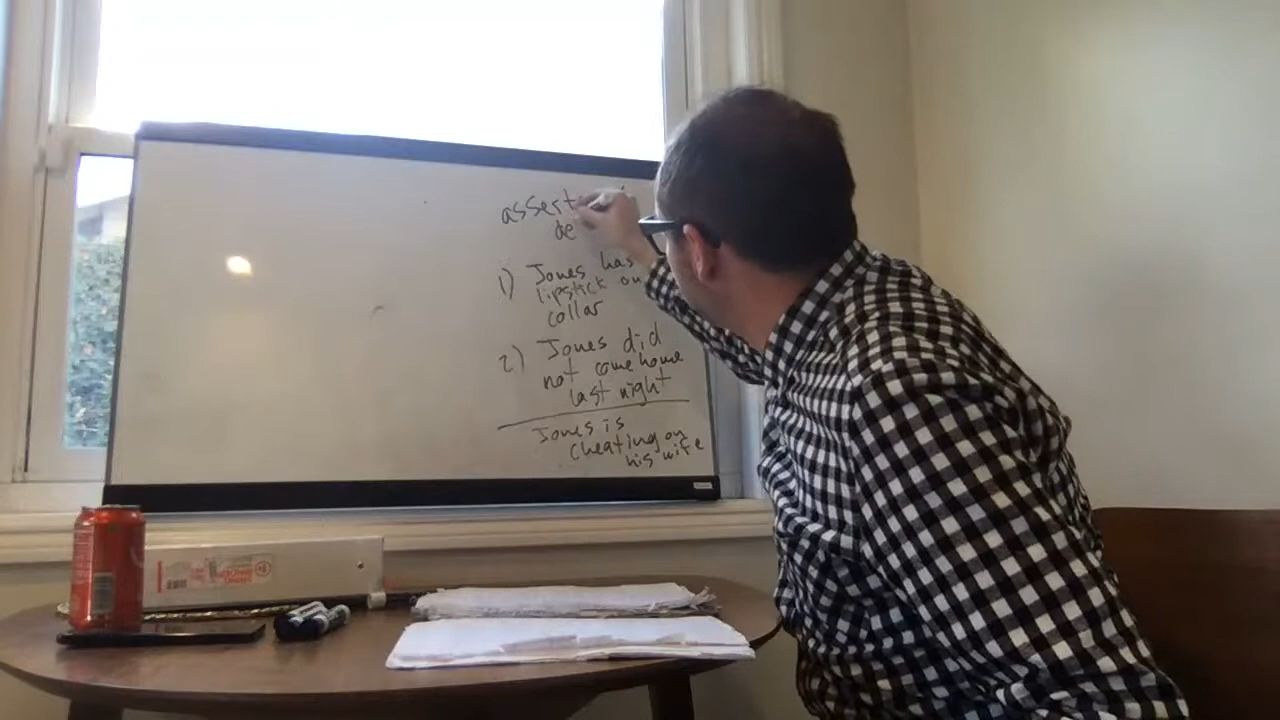 assert
de
1) Jones has
lipstick on
collar
2) Jones did
not come home
last night
Jones is
cheating on
his wife